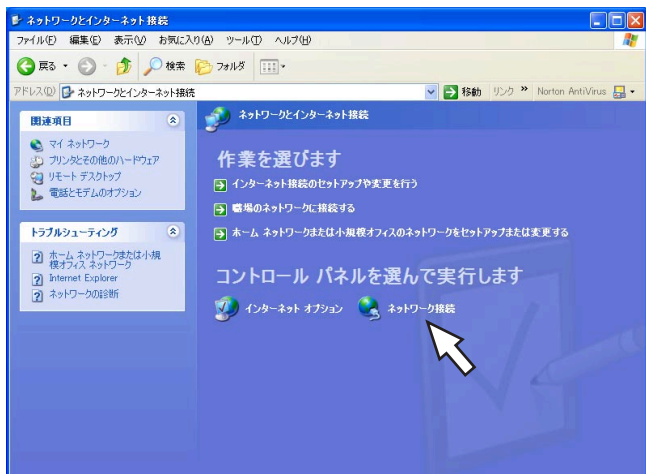 ネットワークとインターネット接続
ファイル(F) 編集(E) 表示(V) お気に入り(A) ツール(T) ヘルプ(H)
戻る 検索 フォルダ
アドレス(D) ネットワークとインターネット接続 移動 リンク » Norton AntiVirus
関連項目
マイ ネットワーク
プリンタとその他のハードウェア
リモート デスクトップ
電話とモデムのオプション
トラブルシューティング
ホーム ネットワークまたは小規
模オフィス ネットワーク
Internet Explorer
ネットワークの診断
ネットワークとインターネット接続
作業を選びます
インターネット接続のセットアップや変更を行う
職場のネットワークに接続する
ホーム ネットワークまたは小規模オフィスのネットワークをセットアップまたは変更する
コントロール パネルを選んで実行します
インターネット オプション ネットワーク接続